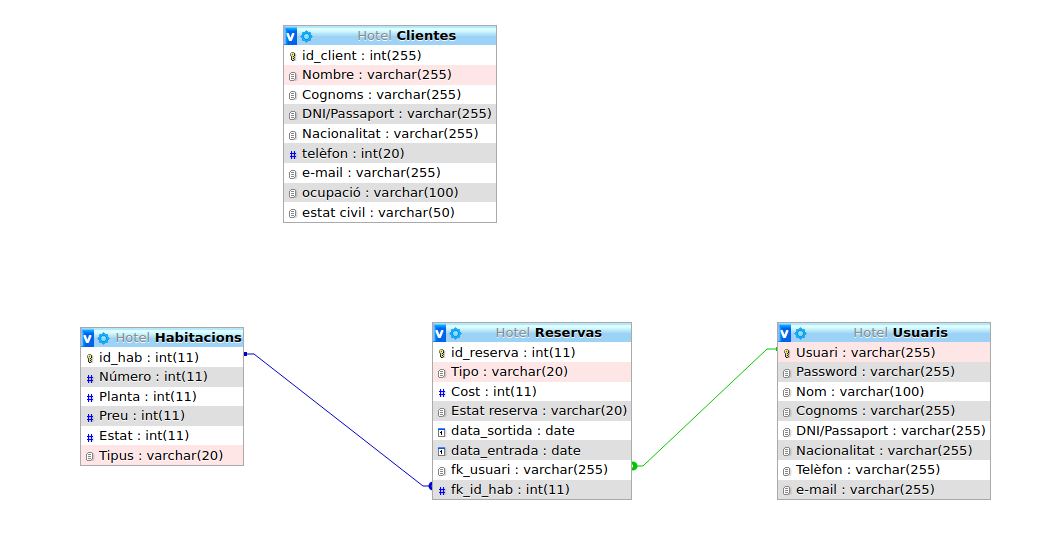 Hotel Clientes
id_client : int(255)
Nombre : varchar(255)
Cognoms : varchar(255)
DNI/Passaport : varchar(255)
Nacionalitat : varchar(255)
telèfon : int(20)
e-mail : varchar(255)
ocupació : varchar(100)
estat civil : varchar(50)
Hotel Habitacions
id_hab : int(11)
Número : int(11)
Planta : int(11)
Preu : int(11)
Estat : int(11)
Tipus : varchar(20)
Hotel Reservas
id_reserva : int(11)
Tipo : varchar(20)
Cost : int(11)
Estat reserva : varchar(20)
data_sortida : date
data_entrada : date
fk_usuari : varchar(255)
fk_id_hab : int(11)
Hotel Usuaris
Usuari : varchar(255)
Password : varchar(255)
Nom : varchar(100)
Cognoms : varchar(255)
DNI/Passaport : varchar(255)
Nacionalitat : varchar(255)
Telèfon : varchar(255)
e-mail : varchar(255)